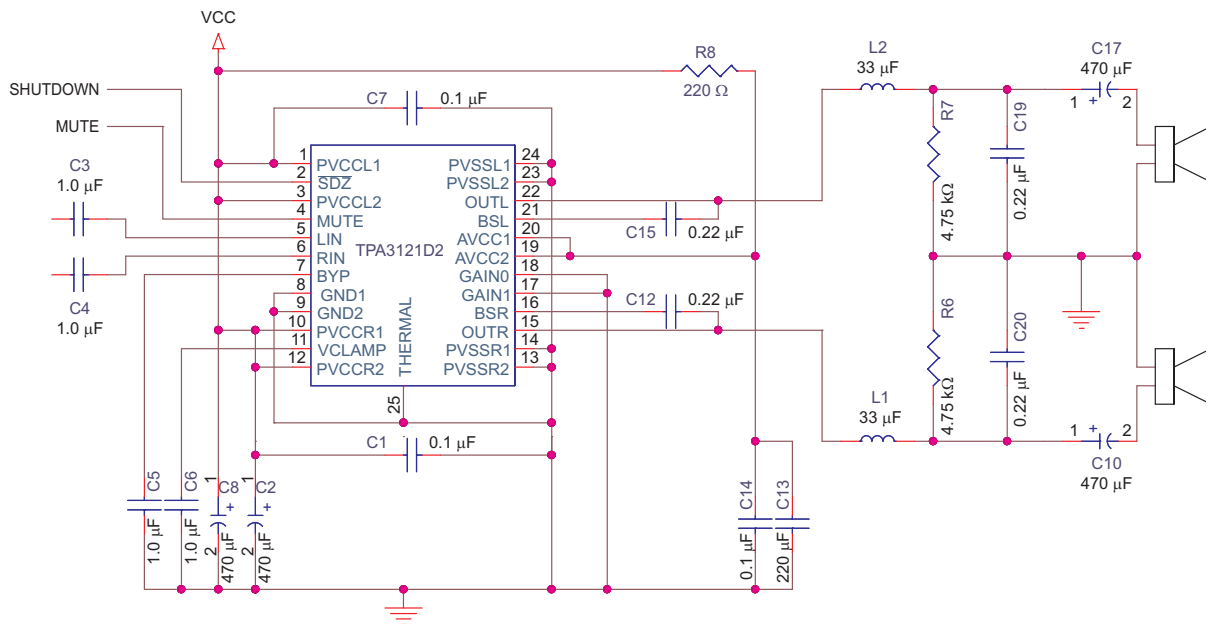 VCC
SHUTDOWN
MUTE
C3
1.0 µF
C4
1.0 µF
C7
0.1 µF
R8
220 Ω
1 PVCCL1
2 SDZ
3 PVCCL2
4 MUTE
5 LIN
6 RIN
7 BYP
8 GND1
9 GND2
10 PVCCR1
11 VCLAMP
12 PVCCR2
TPA3121D2
THERMAL
25
PVSSL1 24
PVSSL2 23
OUTL 22
BSL 21
AVCC1 20
AVCC2 19
GAIN0 18
GAIN1 17
BSR 16
OUTR 15
PVSSR1 14
PVSSR2 13
C15
0.22 µF
C12
0.22 µF
C1
0.1 µF
C5
1.0 µF
C6
1.0 µF
1
C8
+
2
470 µF
1
C2
+
2
470 µF
C14
0.1 µF
C13
220 µF
L2
33 µF
L1
33 µF
R7
4.75 kΩ
C19
0.22 µF
R6
4.75 kΩ
C20
0.22 µF
C17
470 µF
1 + 2
1 + 2
C10
470 µF